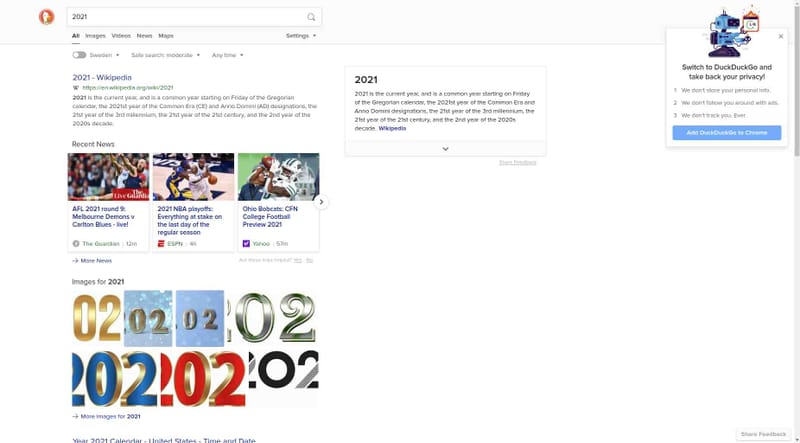 2021
All Images Videos News Maps Settings
Sweden Safe search: moderate Any time
2021 - Wikipedia
https://en.wikipedia.org/wiki/2021
2021 is the current year, and is a common year starting on Friday of the Gregorian
calendar, the 2021st year of the Common Era (CE) and Anno Domini (AD) designations, the
21st year of the 3rd millennium, the 21st year of the 21st century, and the 2nd year of the
2020s decade.
Recent News
The Guardian
AFL 2021 round 9:
Melbourne Demons v
Carlton Blues - live!
The Guardian | 12m
2021 NBA playoffs:
Everything at stake on
the last day of the
regular season
ESPN | 4h
Ohio Bobcats: CFN
College Football
Preview 2021
Yahoo | 57m
More News
Are these links helpful? Yes No
Images for 2021
02
202
02
202
202
202
202
More Images for 2021
Year 2021 Calendar - United States - Time and Date
2021
2021 is the current year, and is a common year starting on Friday
of the Gregorian calendar, the 2021st year of the Common Era and
Anno Domini designations, the 21st year of the 3rd millennium, the
21st year of the 21st century, and the 2nd year of the 2020s
decade. Wikipedia
Share Feedback
Switch to DuckDuckGo and
take back your privacy!
1 We don't store your personal info.
2 We don't follow you around with ads.
3 We don't track you. Ever.
Add DuckDuckGo to Chrome
Share Feedback